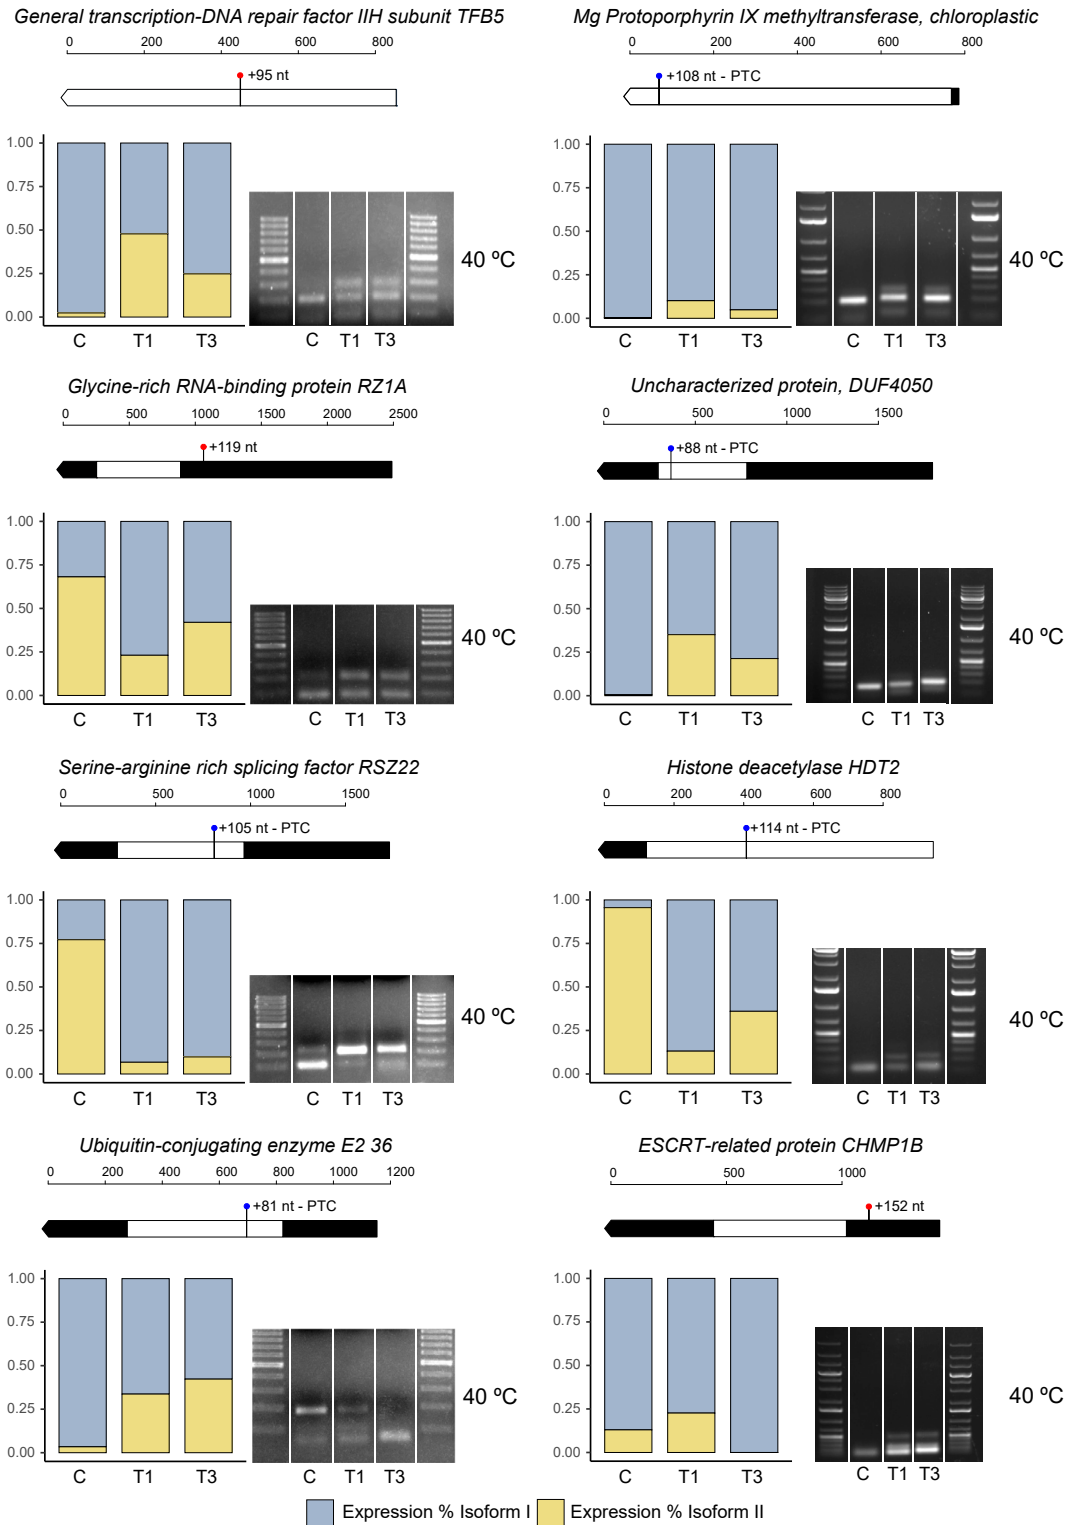 General transcription-DNA repair factor IIH subunit TFB5
0 200 400 600 800
+95 nt
1.00
0.75
0.50
0.25
0.00
C T1 T3
C T1 T3
40 ºC
Mg Protoporphyrin IX methyltransferase, chloroplastic
0 200 400 600 800
+108 nt - PTC
1.00
0.75
0.50
0.25
0.00
C T1 T3
C T1 T3
40 ºC
Glycine-rich RNA-binding protein RZ1A
0 500 1000 1500 2000 2500
+119 nt
1.00
0.75
0.50
0.25
0.00
C T1 T3
C T1 T3
40 ºC
Uncharacterized protein, DUF4050
0 500 1000 1500
+88 nt - PTC
1.00
0.75
0.50
0.25
0.00
C T1 T3
C T1 T3
40 ºC
Serine-arginine rich splicing factor RSZ22
0 500 1000 1500
+105 nt - PTC
1.00
0.75
0.50
0.25
0.00
C T1 T3
C T1 T3
40 ºC
Histone deacetylase HDT2
0 200 400 600 800
+114 nt - PTC
1.00
0.75
0.50
0.25
0.00
C T1 T3
C T1 T3
40 ºC
Ubiquitin-conjugating enzyme E2 36
0 200 400 600 800 1000 1200
+81 nt - PTC
1.00
0.75
0.50
0.25
0.00
C T1 T3
C T1 T3
40 ºC
ESCRT-related protein CHMP1B
0 500 1000
+152 nt
1.00
0.75
0.50
0.25
0.00
C T1 T3
C T1 T3
40 ºC
Expression % Isoform I Expression % Isoform II